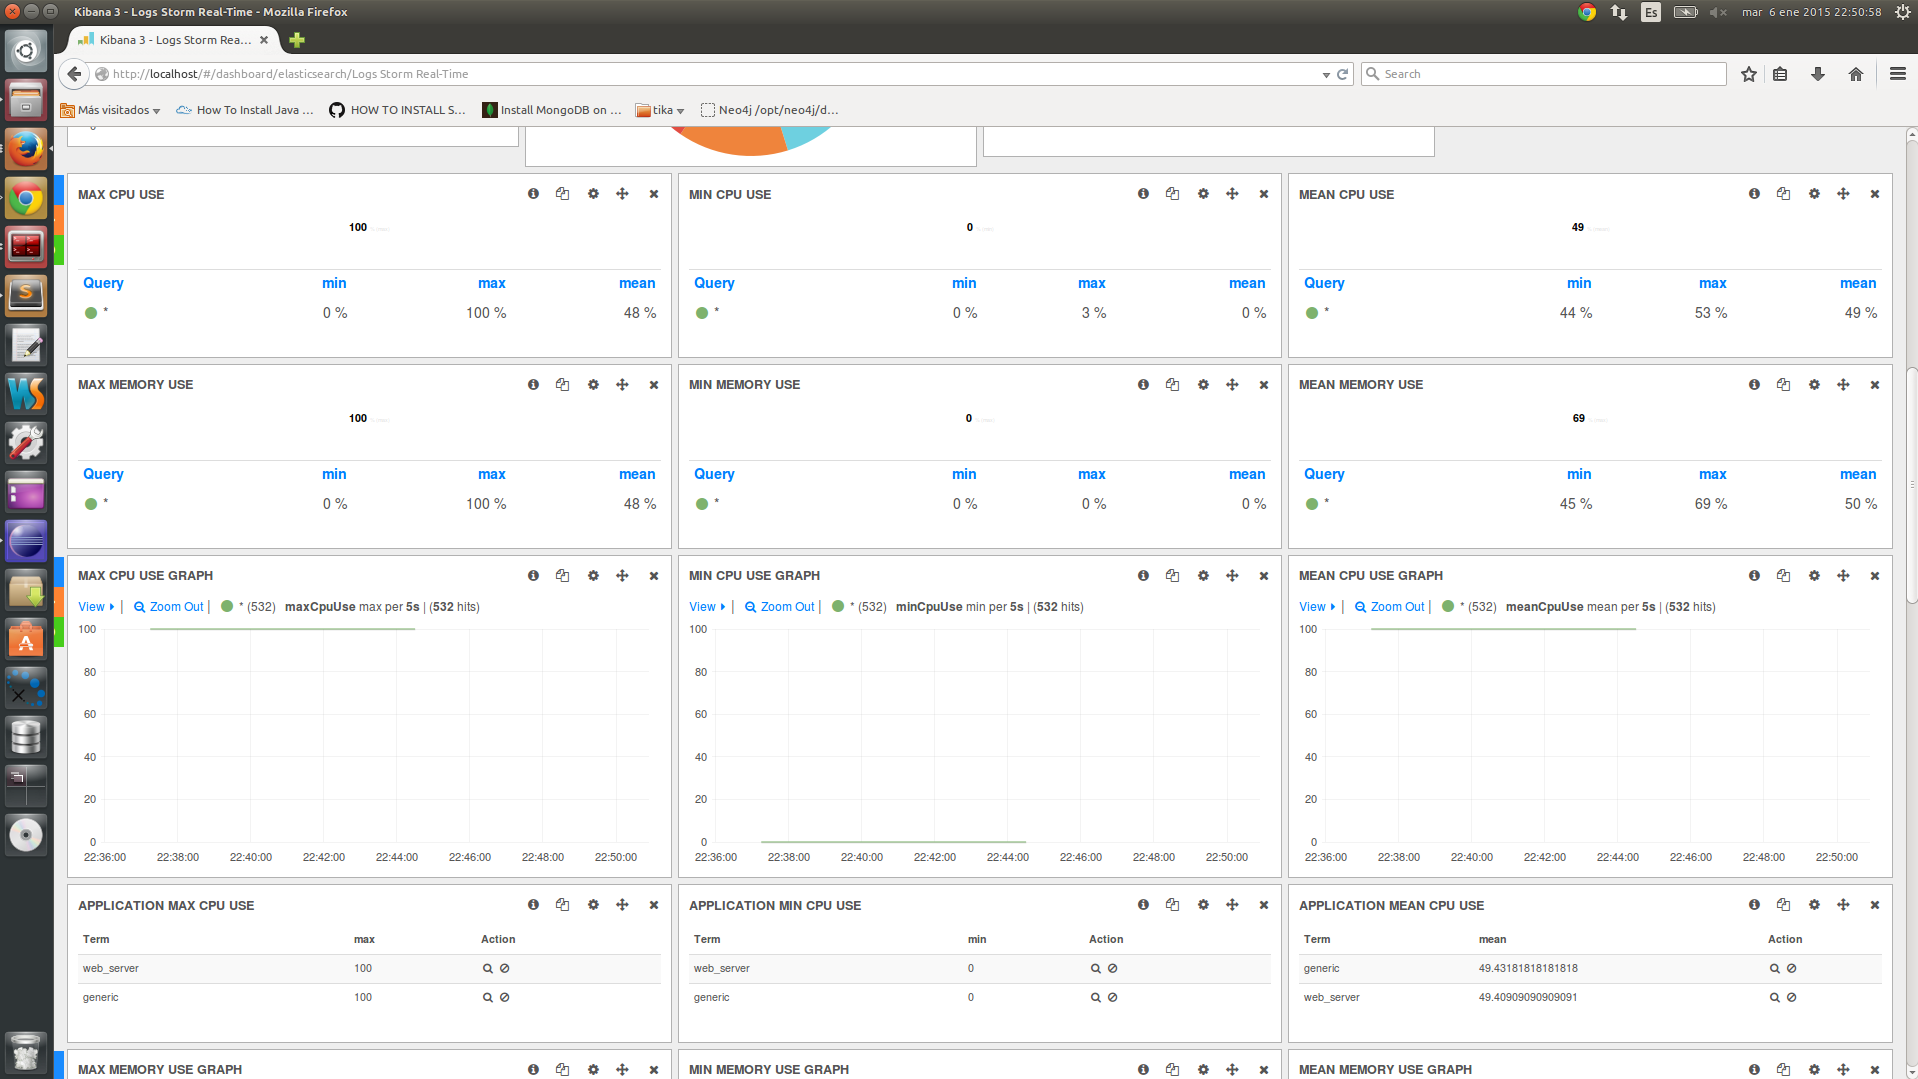 Kibana 3 - Logs Storm Real-Time - Mozilla Firefox
Es
mar 6 ene 2015 22:50:58
Kibana 3 - Logs Storm Rea...
http://localhost/#/dashboard/elasticsearch/Logs Storm Real-Time
Search
Más visitados
How To Install Java ...
HOW TO INSTALL S...
Install MongoDB on ...
tika
Neo4j /opt/neo4j/d...
MAX CPU USE
MIN CPU USE
MEAN CPU USE
100
0
49
Query min max mean
* 0 % 100 % 48 %
Query min max mean
* 0 % 3 % 0 %
Query min max mean
* 44 % 53 % 49 %
MAX MEMORY USE
MIN MEMORY USE
MEAN MEMORY USE
100
0
69
Query min max mean
* 0 % 100 % 48 %
Query min max mean
* 0 % 0 % 0 %
Query min max mean
* 45 % 69 % 50 %
MAX CPU USE GRAPH
View | Zoom Out | * (532) maxCpuUse max per 5s | (532 hits)
100
80
60
40
20
0
22:36:00 22:38:00 22:40:00 22:42:00 22:44:00 22:46:00 22:48:00 22:50:00
MIN CPU USE GRAPH
View | Zoom Out | * (532) minCpuUse min per 5s | (532 hits)
100
80
60
40
20
0
22:36:00 22:38:00 22:40:00 22:42:00 22:44:00 22:46:00 22:48:00 22:50:00
MEAN CPU USE GRAPH
View | Zoom Out | * (532) meanCpuUse mean per 5s | (532 hits)
100
80
60
40
20
0
22:36:00 22:38:00 22:40:00 22:42:00 22:44:00 22:46:00 22:48:00 22:50:00
APPLICATION MAX CPU USE
Term max Action
web_server 100
generic 100
APPLICATION MIN CPU USE
Term min Action
web_server 0
generic 0
APPLICATION MEAN CPU USE
Term mean Action
generic 49.43181818181818
web_server 49.40909090909091
MAX MEMORY USE GRAPH
MIN MEMORY USE GRAPH
MEAN MEMORY USE GRAPH